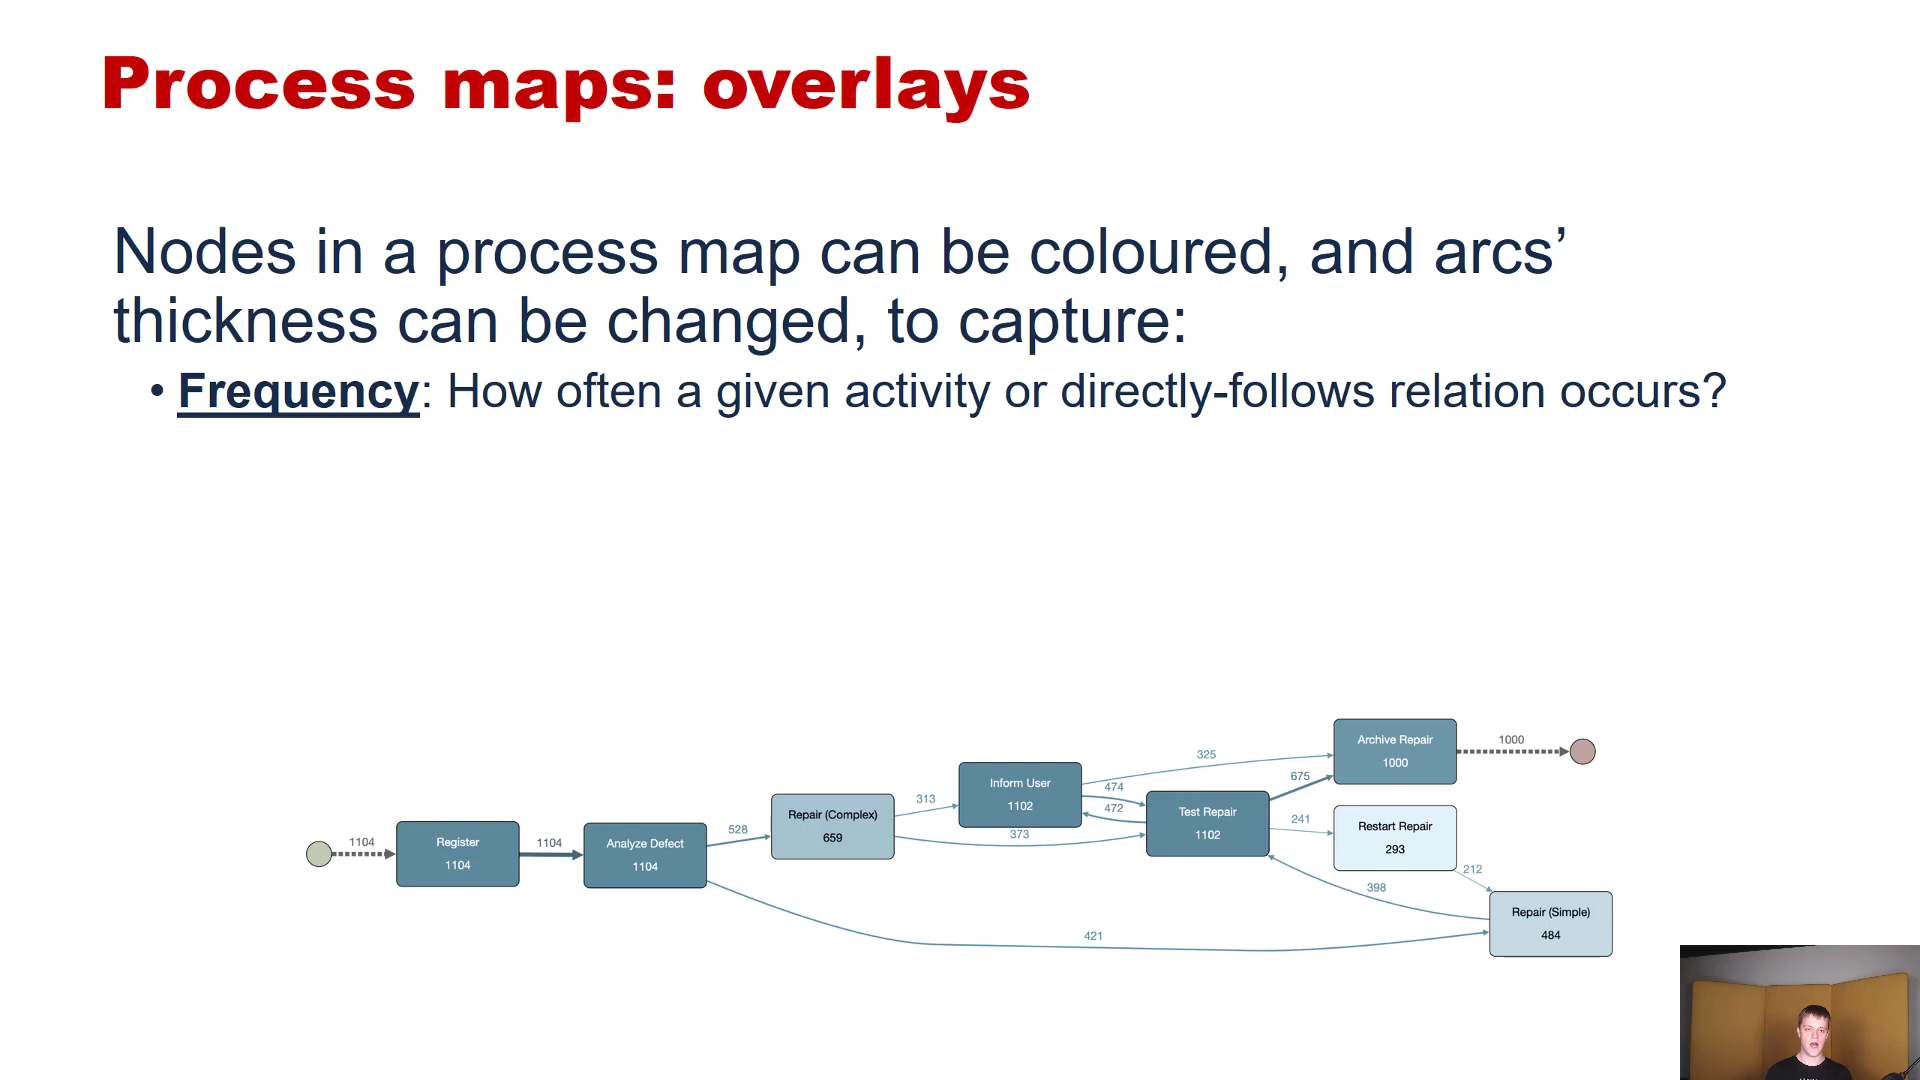 Process maps: overlays
Nodes in a process map can be coloured, and arcs’
thickness can be changed, to capture:
• Frequency: How often a given activity or directly-follows relation occurs?
1104
Register
1104
1104
Analyze Defect
1104
528
421
Repair (Complex)
659
313
373
Inform User
1102
325
474
472
Test Repair
1102
675
241
398
Archive Repair
1000
1000
Restart Repair
293
212
Repair (Simple)
484